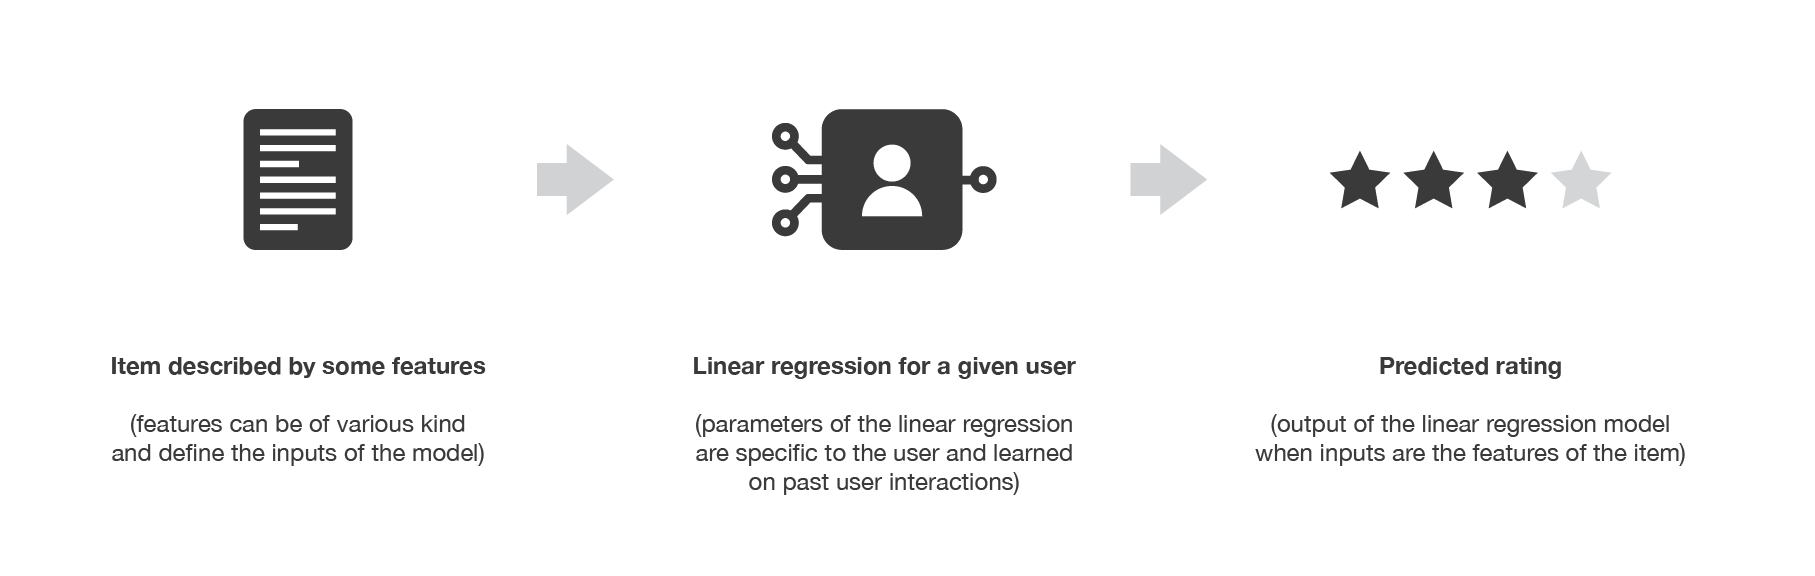 Item described by some features
(features can be of various kind
and define the inputs of the model)
Linear regression for a given user
(parameters of the linear regression
are specific to the user and learned
on past user interactions)
Predicted rating
(output of the linear regression model
when inputs are the features of the item)